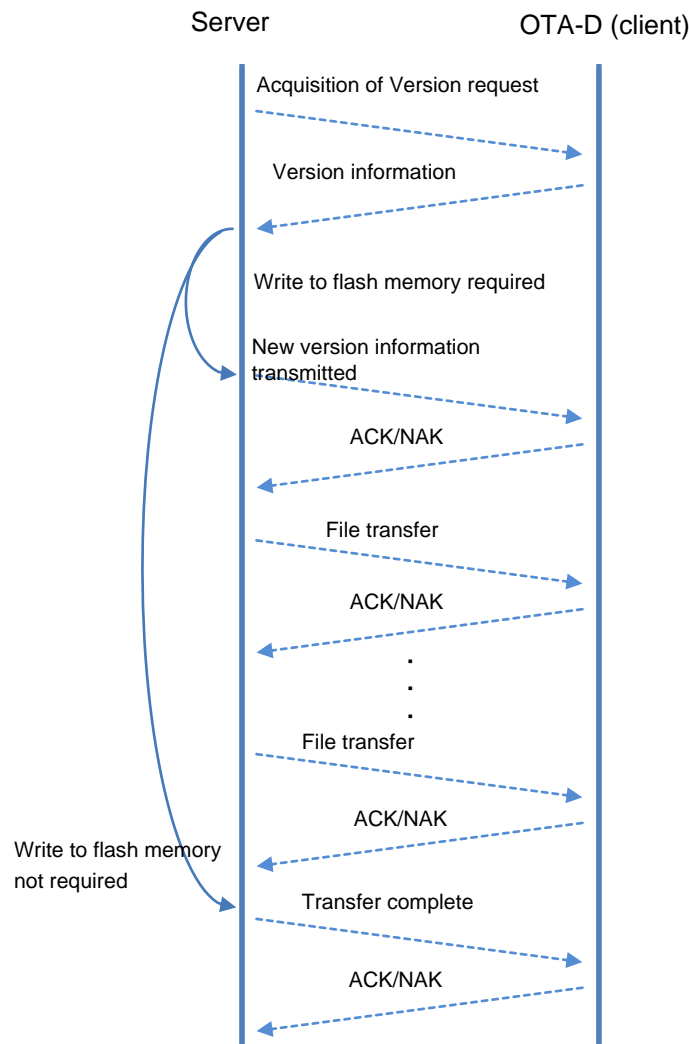 Server
OTA-D (client)
Acquisition of Version request
Version information
Write to flash memory required
New version information
transmitted
ACK/NAK
File transfer
ACK/NAK
.
.
.
File transfer
ACK/NAK
Write to flash memory
not required
Transfer complete
ACK/NAK